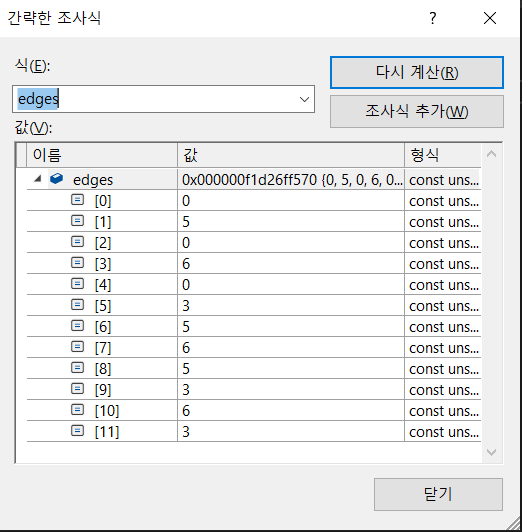 간략한 조사식
식(E):
다시 계산(R)
edges
조사식 추가(W)
값(V):
이름 값 형식
edges 0x000000f1d26ff570 {0, 5, 0, 6, 0... const uns...
[0] 0 const uns...
[1] 5 const uns...
[2] 0 const uns...
[3] 6 const uns...
[4] 0 const uns...
[5] 3 const uns...
[6] 5 const uns...
[7] 6 const uns...
[8] 5 const uns...
[9] 3 const uns...
[10] 6 const uns...
[11] 3 const uns...
닫기